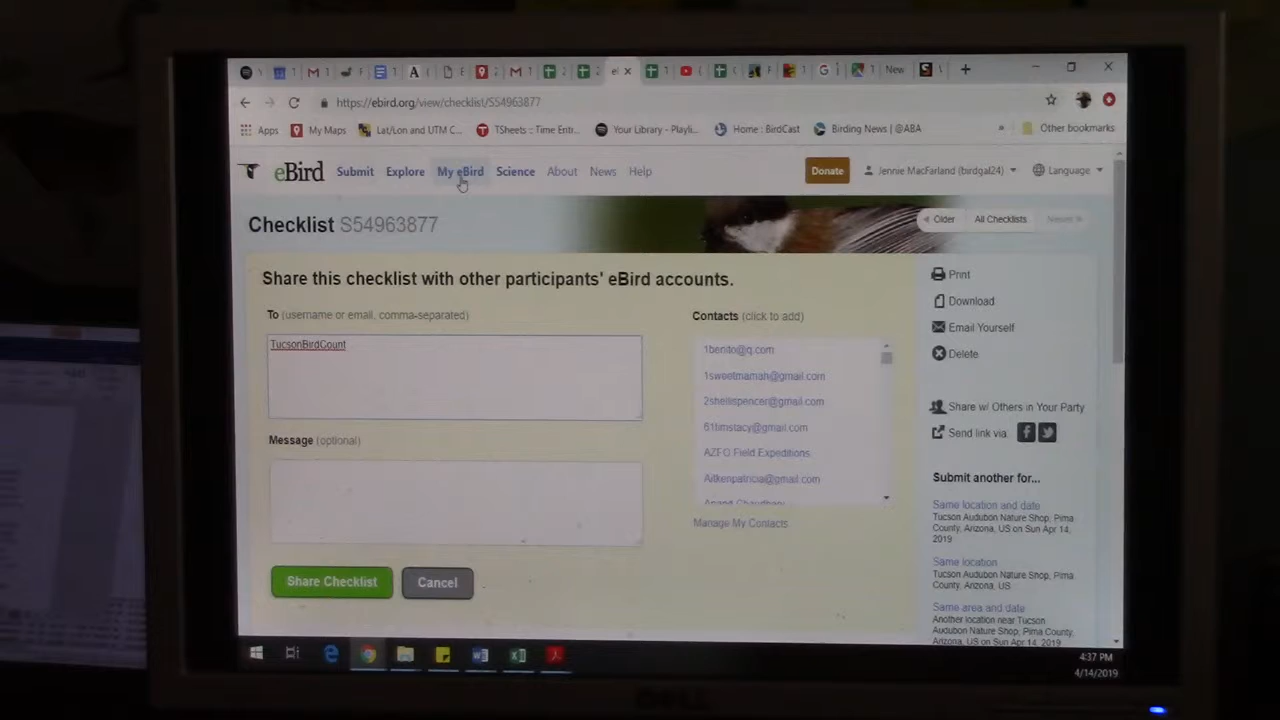 https://ebird.org/view/checklist/S54963877
Apps My Maps Lat/Lon and UTM C... TSheets :: Time Entr... Your Library - Playli... Home : BirdCast Birding News | @ABA » Other bookmarks
eBird Submit Explore My eBird Science About News Help Donate Jennie MacFarland (birdgal24) Language
Checklist S54963877
Older All Checklists Newer
Share this checklist with other participants' eBird accounts.
To (username or email, comma-separated)
TucsonBirdCount
Message (optional)
Share Checklist Cancel
Contacts (click to add)
1benito@q.com
1sweetmamah@gmail.com
2shellispencer@gmail.com
61timstacy@gmail.com
AZFO Field Expeditions
Aitkenpatricia@gmail.com
Manage My Contacts
Print
Download
Email Yourself
Delete
Share w/ Others in Your Party
Send link via:
Submit another for...
Same location and date
Tucson Audubon Nature Shop, Pima
County, Arizona, US on Sun Apr 14,
2019
Same location
Tucson Audubon Nature Shop, Pima
County, Arizona, US
Same area and date
Another location near Tucson
Audubon Nature Shop, Pima County,
Arizona, US on Sun Apr 14, 2019
4:37 PM
4/14/2019
DELL